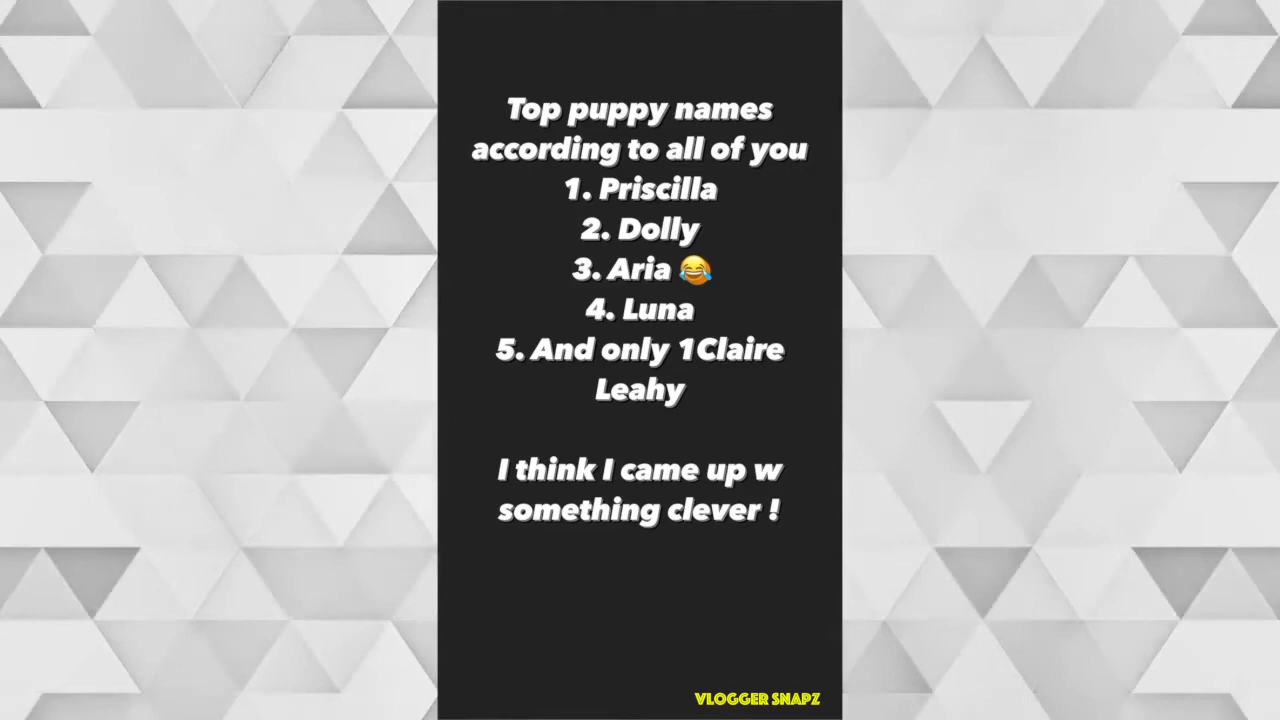 Top puppy names
according to all of you
1. Priscilla
2. Dolly
3. Aria 😂
4. Luna
5. And only 1Claire
Leahy
I think I came up w
something clever !
VLOGGER SNAPZ